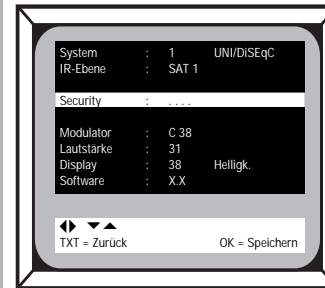 System : 1 UNI/DiSEqC
IR-Ebene : SAT 1
Security : . . . .
Modulator : C 38
Lautstärke : 31
Display : 38 Helligk.
Software : X.X
TXT = Zurück OK = Speichern